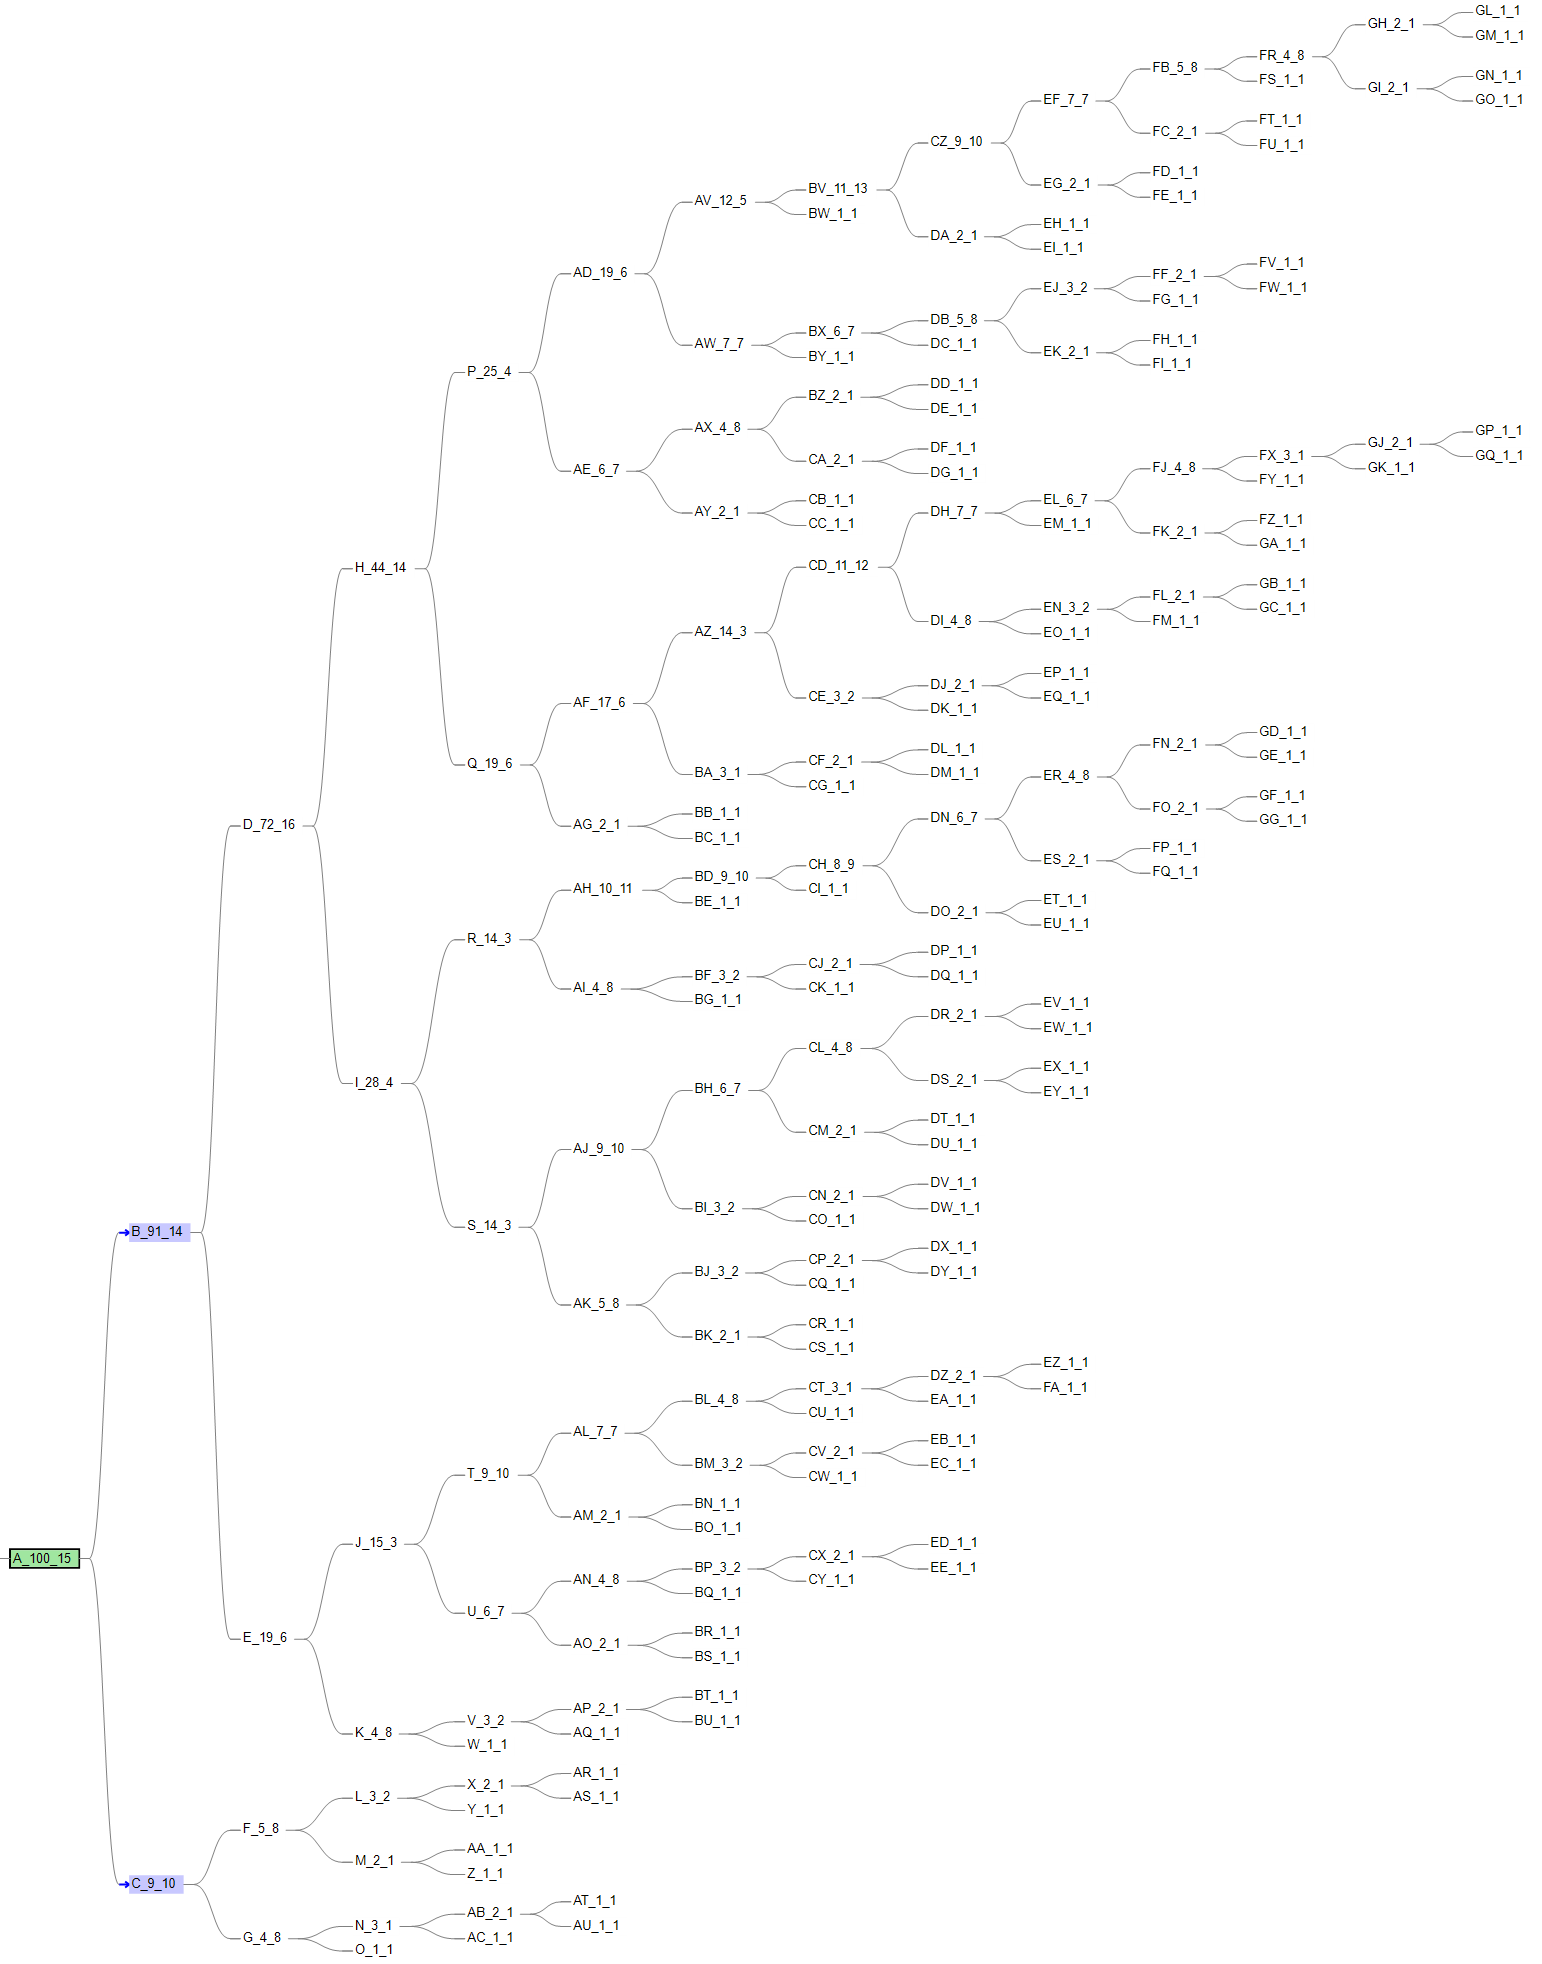 GL_1_1
GH_2_1
GM_1_1
FR_4_8
FB_5_8
GN_1_1
FS_1_1
GI_2_1
EF_7_7
GO_1_1
FT_1_1
FC_2_1
CZ_9_10
FU_1_1
FD_1_1
EG_2_1
BV_11_13
FE_1_1
AV_12_5
BW_1_1
EH_1_1
DA_2_1
EI_1_1
FV_1_1
AD_19_6
FF_2_1
EJ_3_2
FW_1_1
FG_1_1
DB_5_8
BX_6_7
FH_1_1
AW_7_7
DC_1_1
EK_2_1
BY_1_1
FI_1_1
P_25_4
DD_1_1
BZ_2_1
DE_1_1
AX_4_8
GP_1_1
GJ_2_1
DF_1_1
FX_3_1
GQ_1_1
CA_2_1
FJ_4_8
GK_1_1
AE_6_7
DG_1_1
FY_1_1
CB_1_1
EL_6_7
AY_2_1
DH_7_7
FZ_1_1
CC_1_1
EM_1_1
FK_2_1
GA_1_1
CD_11_12
H_44_14
GB_1_1
FL_2_1
EN_3_2
GC_1_1
DI_4_8
FM_1_1
AZ_14_3
EO_1_1
EP_1_1
DJ_2_1
CE_3_2
EQ_1_1
AF_17_6
DK_1_1
GD_1_1
FN_2_1
DL_1_1
GE_1_1
CF_2_1
Q_19_6
BA_3_1
DM_1_1
ER_4_8
CG_1_1
GF_1_1
FO_2_1
BB_1_1
DN_6_7
GG_1_1
D_72_16
AG_2_1
BC_1_1
FP_1_1
ES_2_1
CH_8_9
FQ_1_1
BD_9_10
AH_10_11
CI_1_1
BE_1_1
ET_1_1
DO_2_1
EU_1_1
R_14_3
DP_1_1
CJ_2_1
BF_3_2
DQ_1_1
AI_4_8
CK_1_1
BG_1_1
EV_1_1
DR_2_1
EW_1_1
CL_4_8
EX_1_1
DS_2_1
I_28_4
BH_6_7
EY_1_1
DT_1_1
CM_2_1
DU_1_1
AJ_9_10
DV_1_1
CN_2_1
BI_3_2
DW_1_1
CO_1_1
S_14_3
B_91_14
DX_1_1
CP_2_1
BJ_3_2
DY_1_1
CQ_1_1
AK_5_8
CR_1_1
BK_2_1
CS_1_1
EZ_1_1
DZ_2_1
CT_3_1
FA_1_1
BL_4_8
EA_1_1
CU_1_1
AL_7_7
EB_1_1
CV_2_1
BM_3_2
EC_1_1
T_9_10
CW_1_1
BN_1_1
AM_2_1
BO_1_1
J_15_3
ED_1_1
CX_2_1
A_100_15
BP_3_2
EE_1_1
AN_4_8
CY_1_1
BQ_1_1
U_6_7
BR_1_1
E_19_6
AO_2_1
BS_1_1
BT_1_1
AP_2_1
V_3_2
BU_1_1
K_4_8
AQ_1_1
W_1_1
AR_1_1
X_2_1
L_3_2
AS_1_1
Y_1_1
F_5_8
AA_1_1
M_2_1
Z_1_1
C_9_10
AT_1_1
AB_2_1
N_3_1
AU_1_1
G_4_8
AC_1_1
O_1_1